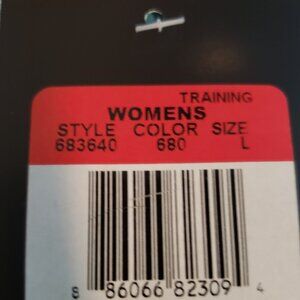 TRAINING
WOMENS
STYLE COLOR SIZE
683640 680 L
8 86066 82309 4